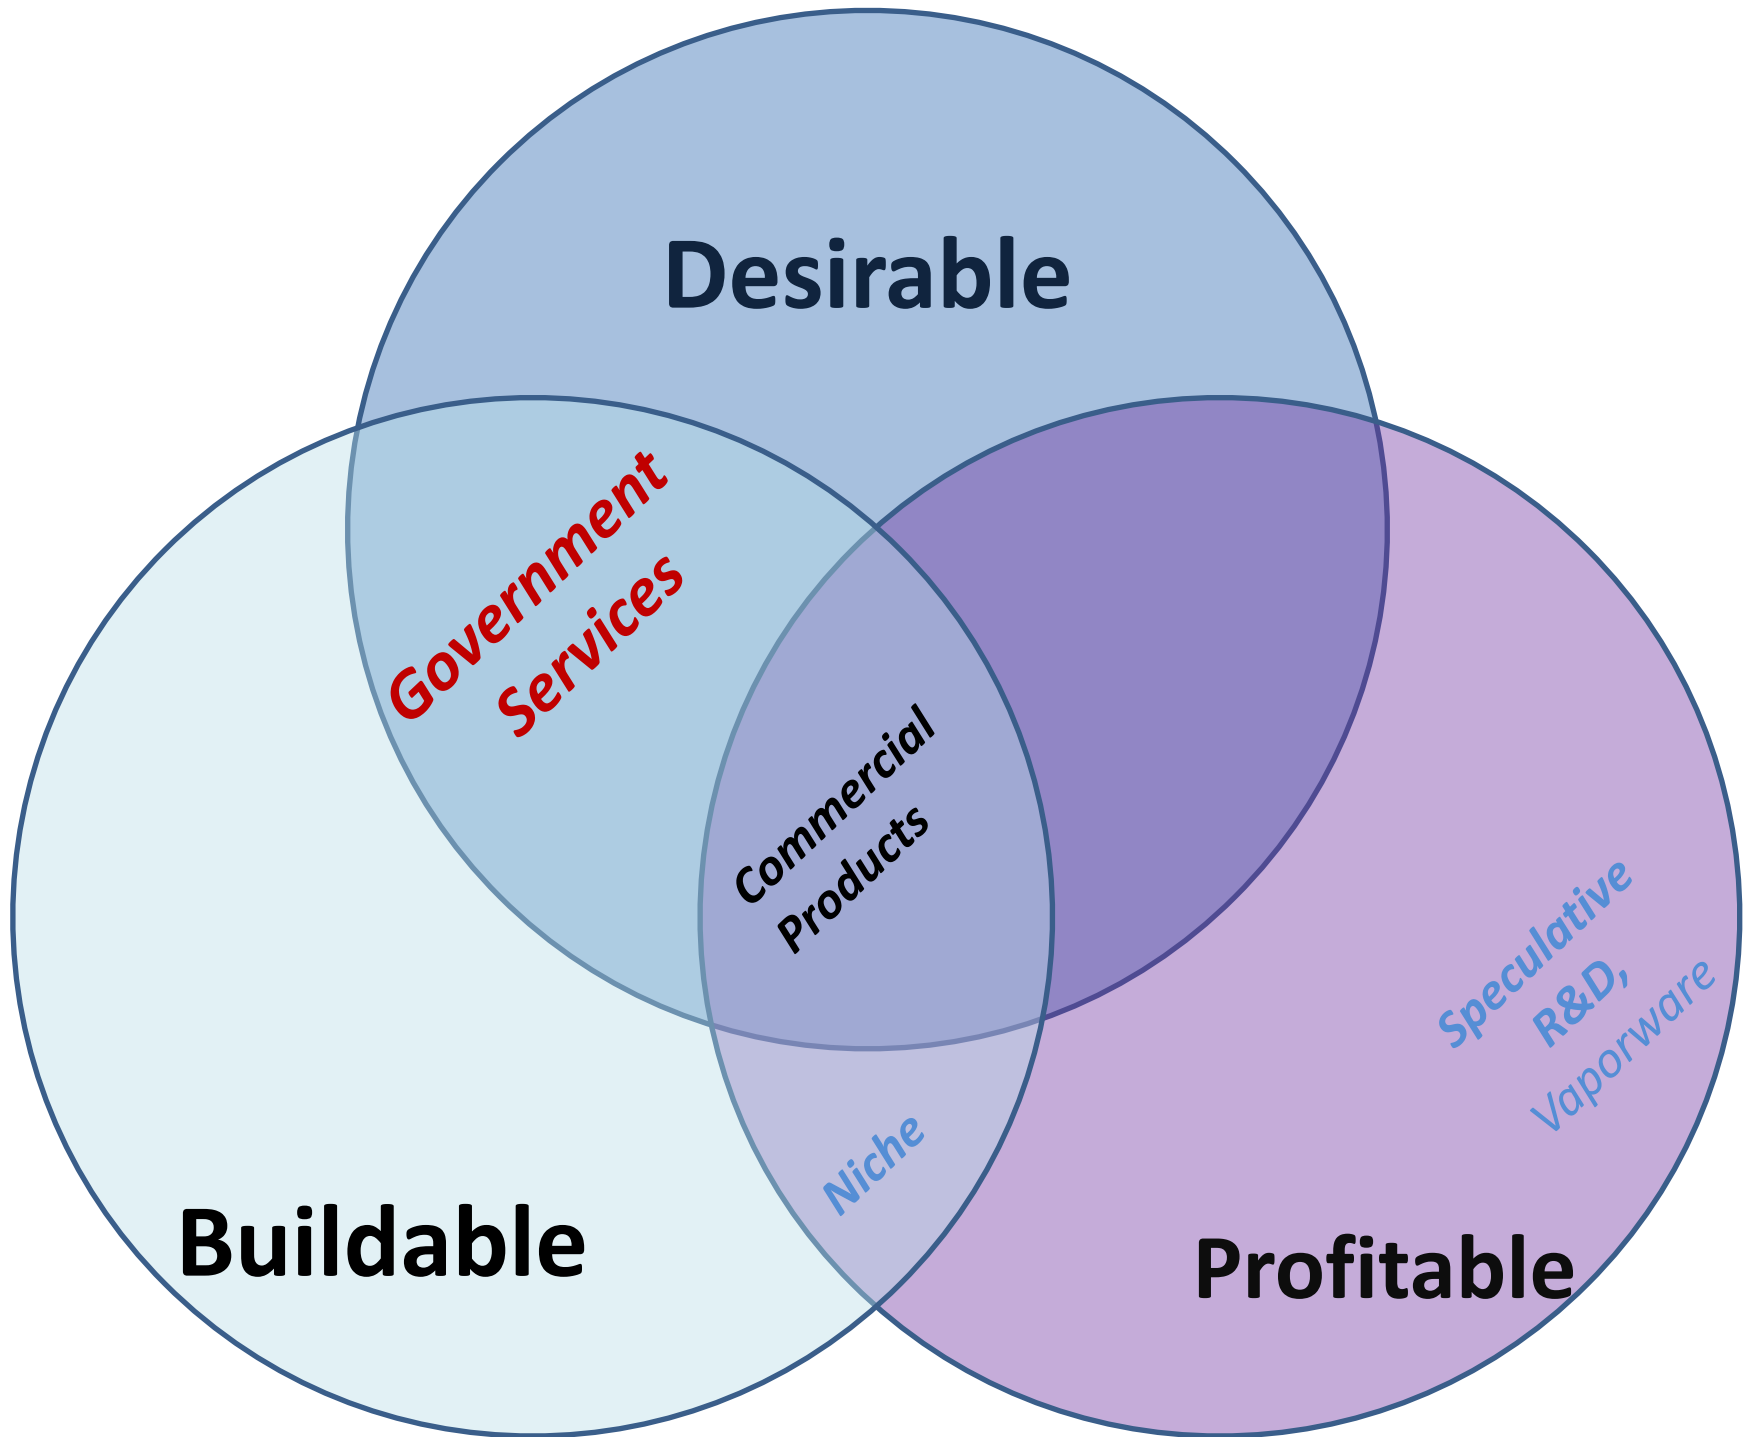 Desirable
Government
Services
Commercial
Products
Speculative
R&D,
Vaporware
Niche
Buildable
Profitable